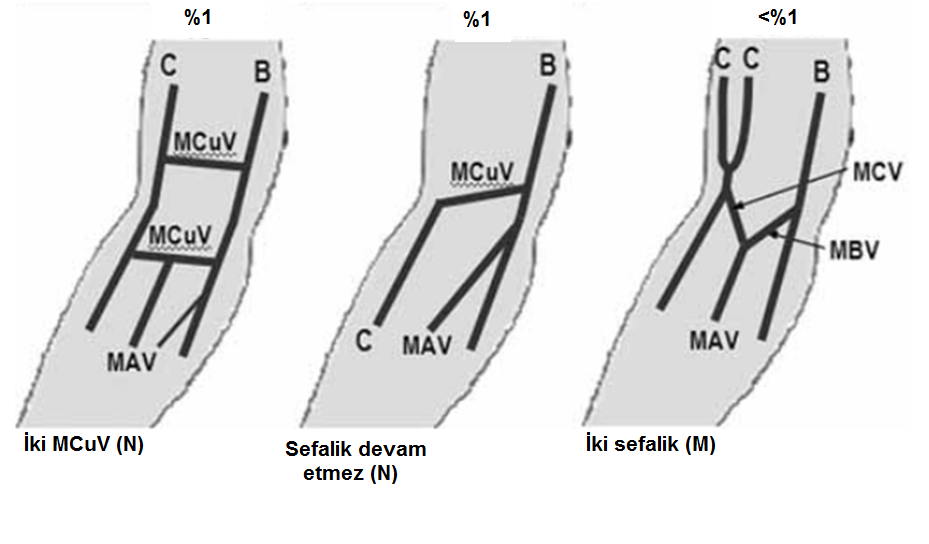 %1
C
B
MCuV
MCuV
MAV
İki MCuV (N)
%1
B
MCuV
C
MAV
Sefalik devam
etmez (N)
<%1
C C
B
MCV
MBV
MAV
İki sefalik (M)